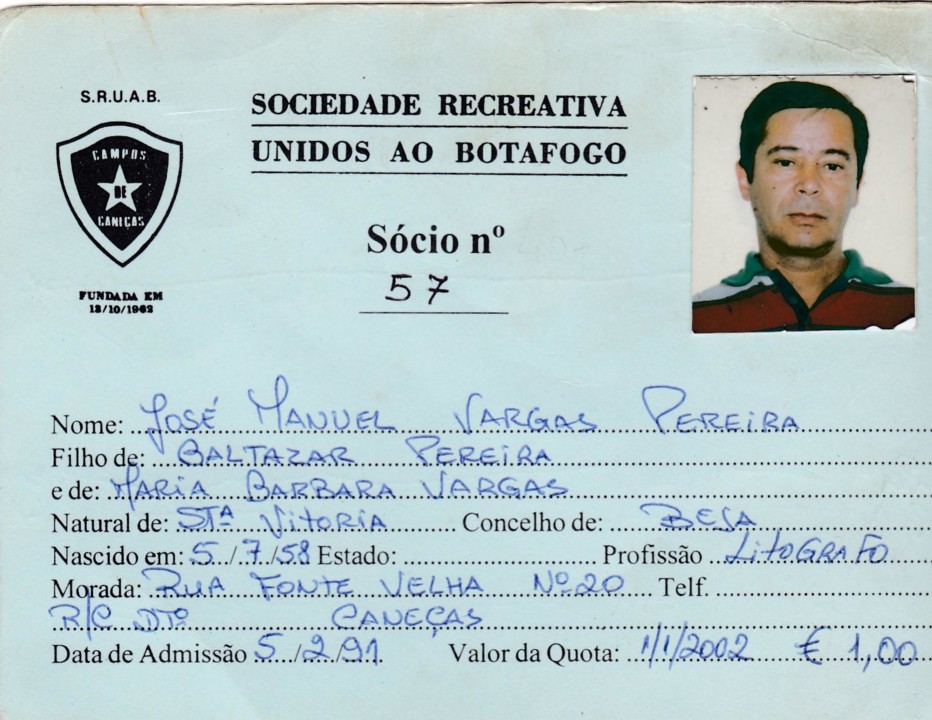 S.R.U.A.B.
CAMPOS
DE
CANEÇAS
FUNDADA EM
13/10/1962
SOCIEDADE RECREATIVA
UNIDOS AO BOTAFOGO
Sócio nº
57
Nome: JOSÉ MANUEL VARGAS PEREIRA
Filho de: BALTAZAR PEREIRA
e de: MARIA BARBARA VARGAS
Natural de: STª VITORIA Concelho de: BEJA
Nascido em: 5/7/58 Estado: Profissão LITOGRAFO
Morada: RUA FONTE VELHA Nº 20 Telf.
R/C DTº CANEÇAS
Data de Admissão 5/2/91. Valor da Quota: 1/1/2002 € 1,00